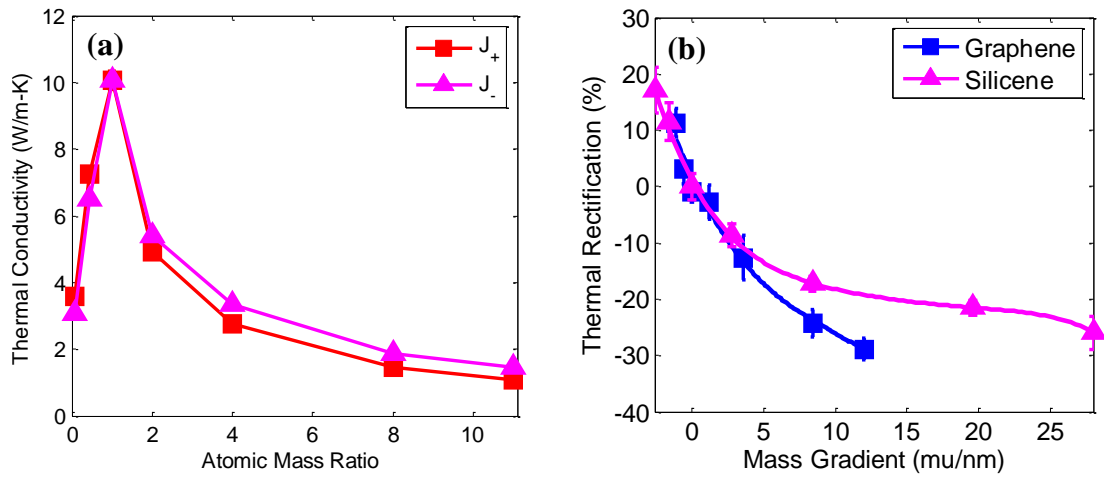 (a)
J+
J-
Thermal Conductivity (W/m-K)
12
10
8
6
4
2
0
0 2 4 6 8 10
Atomic Mass Ratio
(b)
Graphene
Silicene
Thermal Rectification (%)
30
20
10
0
-10
-20
-30
-40
0 5 10 15 20 25
Mass Gradient (mu/nm)